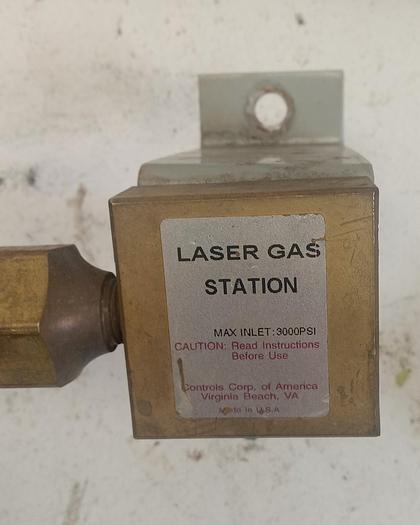 LASER GAS
STATION
MAX INLET:3000PSI
CAUTION: Read Instructions
Before Use
Controls Corp. of America
Virginia Beach, VA
Made in U.S.A